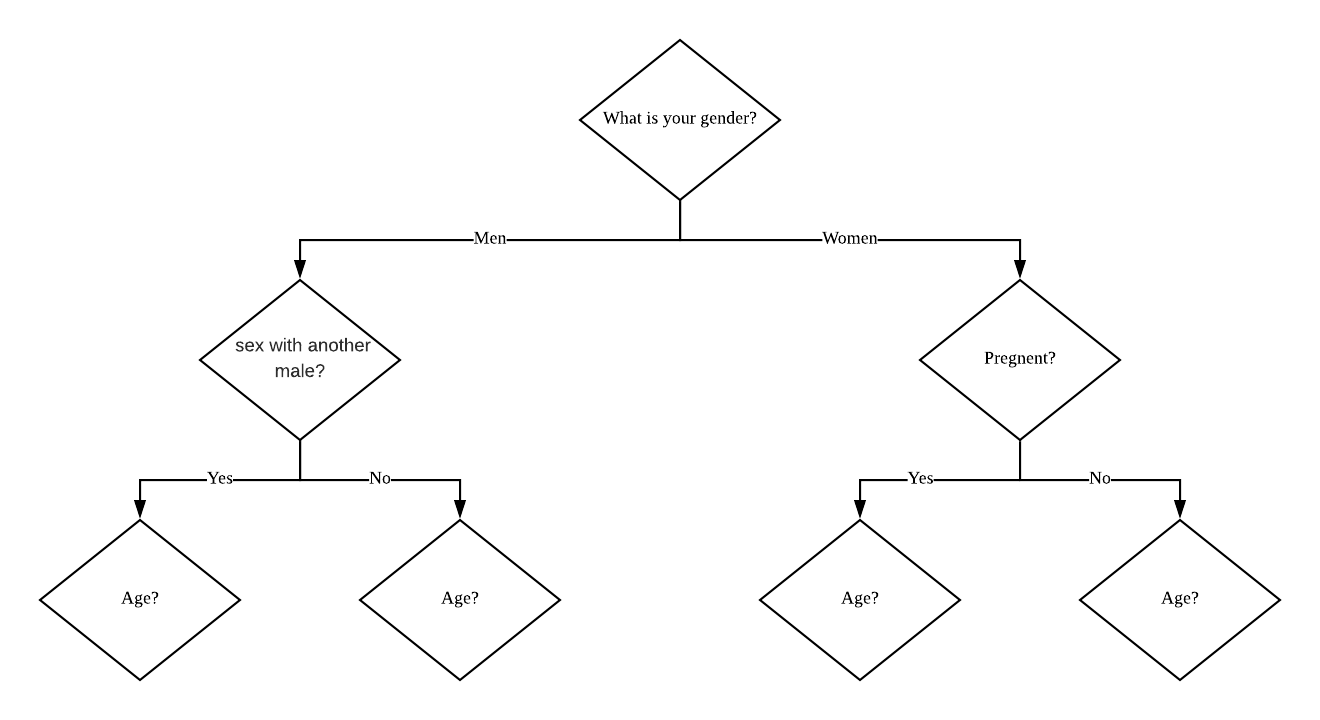 What is your gender?
Men
Women
sex with another
male?
Pregnent?
Yes
No
Yes
No
Age?
Age?
Age?
Age?